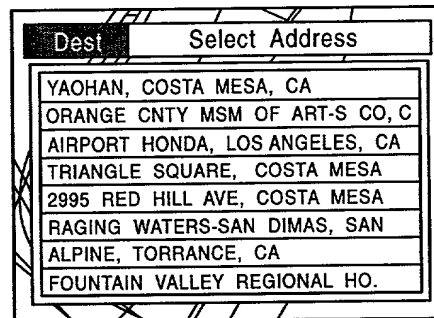 Dest Select Address
YAOHAN, COSTA MESA, CA
ORANGE CNTY MSM OF ART-S CO, C
AIRPORT HONDA, LOS ANGELES, CA
TRIANGLE SQUARE, COSTA MESA
2995 RED HILL AVE, COSTA MESA
RAGING WATERS-SAN DIMAS, SAN
ALPINE, TORRANCE, CA
FOUNTAIN VALLEY REGIONAL HO.